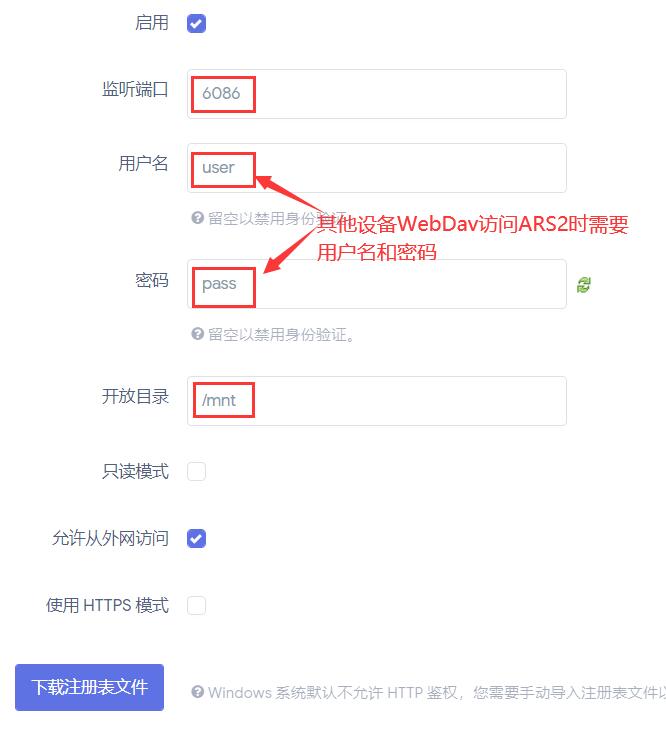 启用
监听端口
6086
用户名
user
留空以禁用身份验证。
其他设备WebDav访问ARS2时需要
用户名和密码
密码
pass
留空以禁用身份验证。
开放目录
/mnt
只读模式
允许从外网访问
使用 HTTPS 模式
下载注册表文件
Windows 系统默认不允许 HTTP 鉴权，您需要手动导入注册表文件以